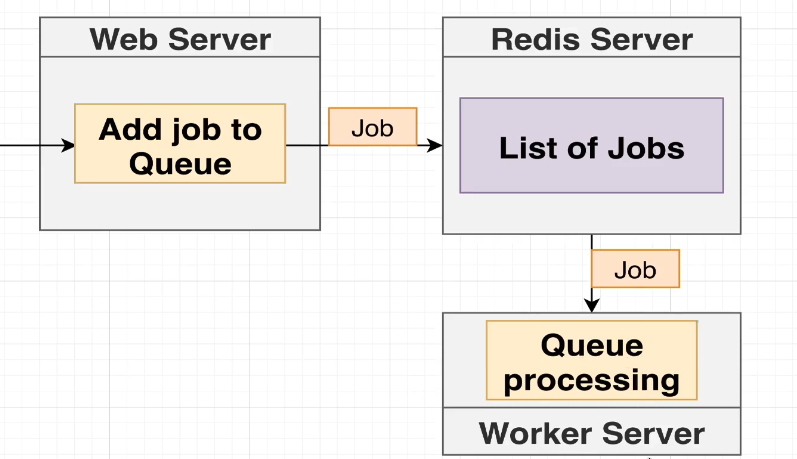 Web Server
Redis Server
Add job to
Queue
Job
List of Jobs
Job
Queue
processing
Worker Server